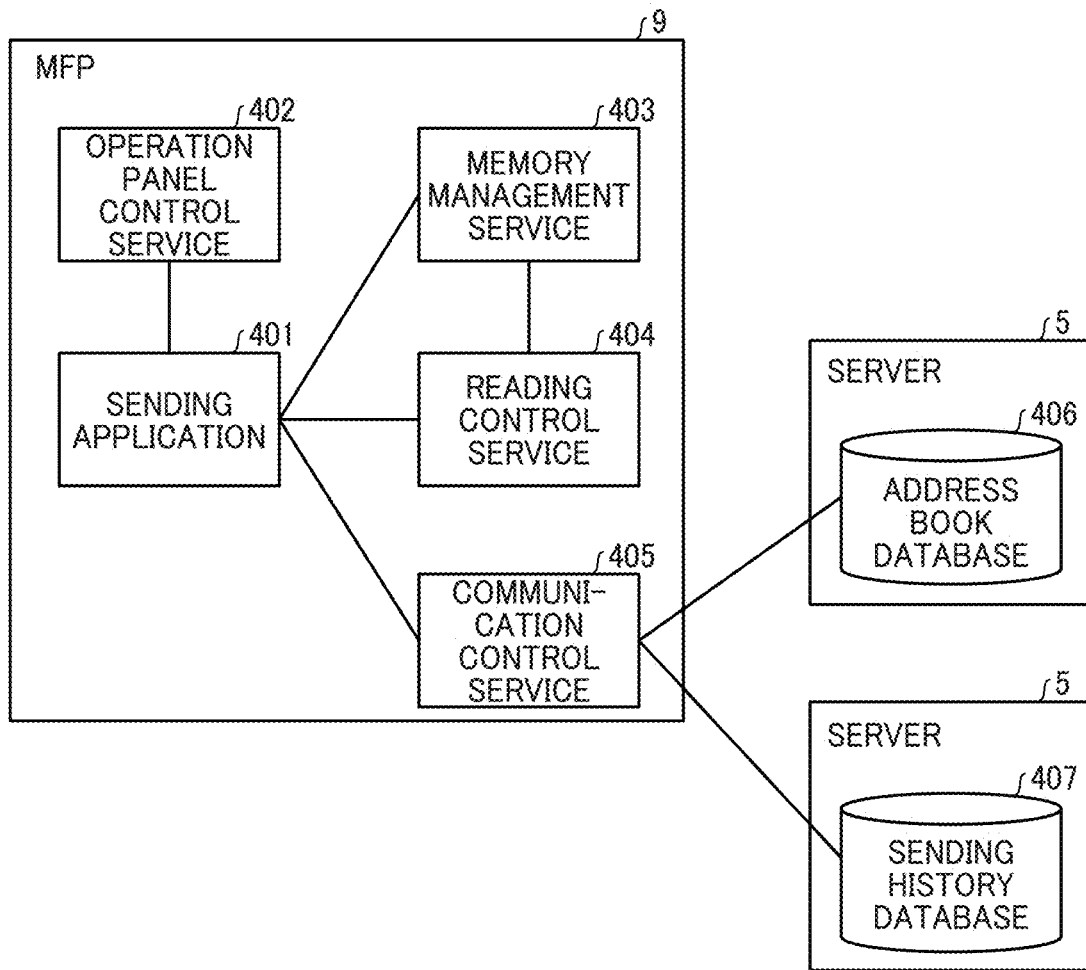 9
MFP
402
OPERATION
PANEL
CONTROL
SERVICE
403
MEMORY
MANAGEMENT
SERVICE
401
SENDING
APPLICATION
404
READING
CONTROL
SERVICE
405
COMMUNI-
CATION
CONTROL
SERVICE
5
SERVER
406
ADDRESS
BOOK
DATABASE
5
SERVER
407
SENDING
HISTORY
DATABASE